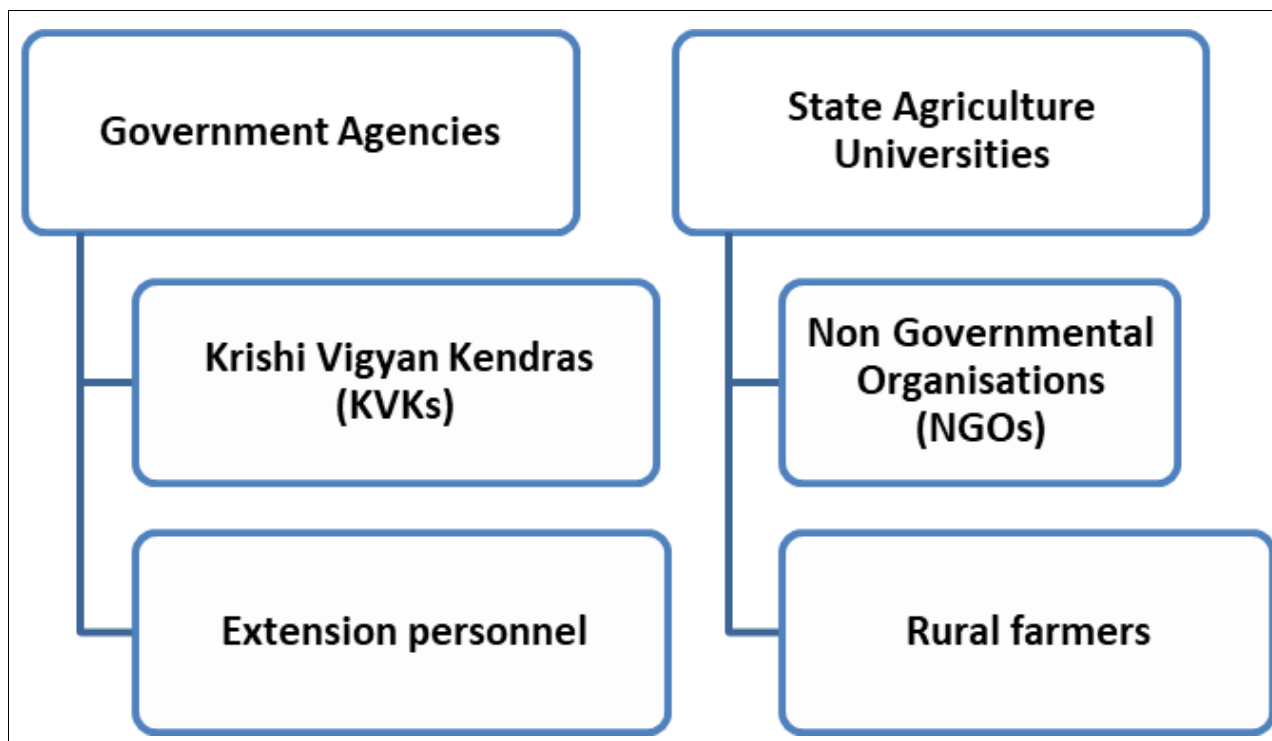 Government Agencies
Krishi Vigyan Kendras
(KVKs)
Extension personnel
State Agriculture
Universities
Non Governmental
Organisations
(NGOs)
Rural farmers